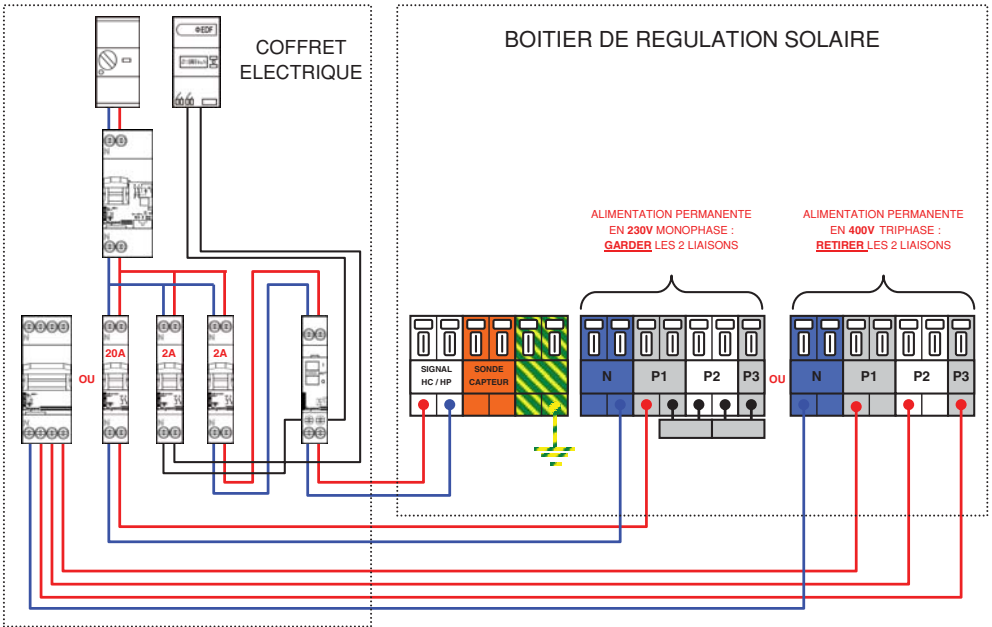 COFFRET
ELECTRIQUE
EDF
BOITIER DE REGULATION SOLAIRE
ALIMENTATION PERMANENTE
EN 230V MONOPHASE :
GARDER LES 2 LIAISONS
ALIMENTATION PERMANENTE
EN 400V TRIPHASE :
RETIRER LES 2 LIAISONS
N
N
OU
N
20A
N
2A
N
2A
SIGNAL
HC / HP
SONDE
CAPTEUR
N
P1
P2
P3
OU
N
P1
P2
P3